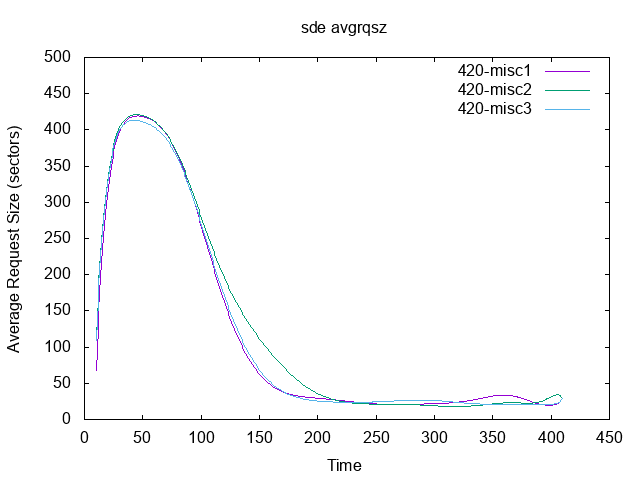 sde avgrqsz
500
450
400
350
300
250
200
150
100
50
0
Average Request Size (sectors)
420-misc1
420-misc2
420-misc3
0 50 100 150 200 250 300 350 400 450
Time